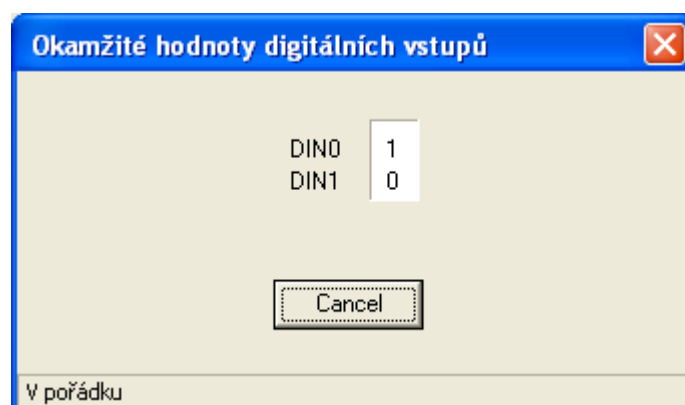 Okamžité hodnoty digitálních vstupů
DIN0 1
DIN1 0
Cancel
V pořádku